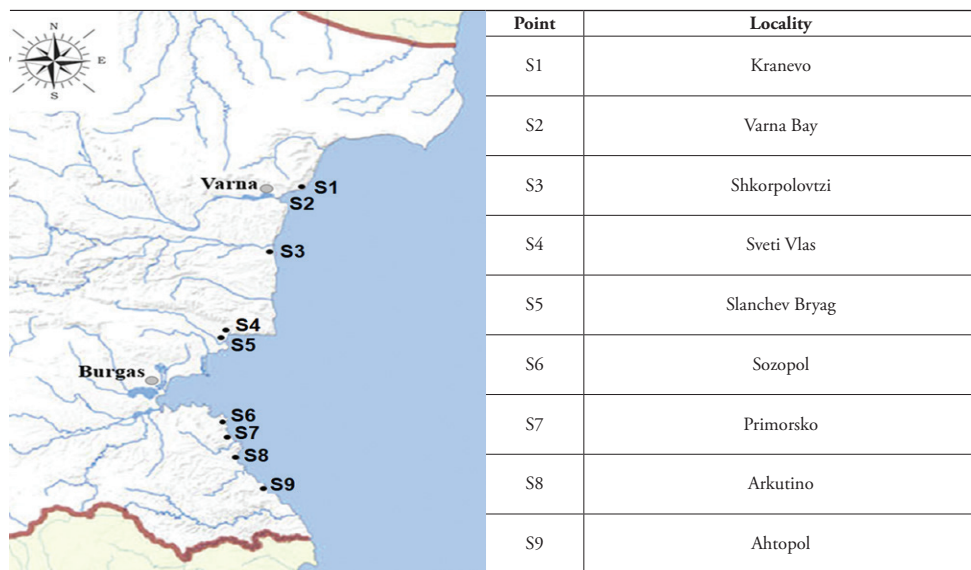 N
E
S
Varna
S1
S2
S3
S4
S5
Burgas
S6
S7
S8
S9
Point Locality
S1 Kranevo
S2 Varna Bay
S3 Shkorpolovtzi
S4 Sveti Vlas
S5 Slanchev Bryag
S6 Sozopol
S7 Primorsko
S8 Arkutino
S9 Ahtopol